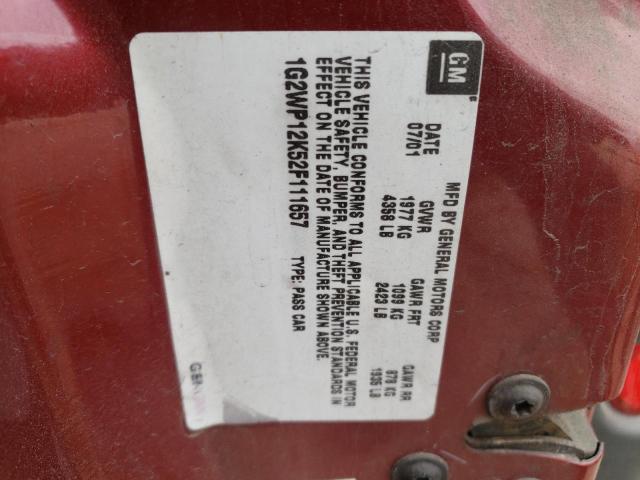 GM
MFD BY GENERAL MOTORS CORP
DATE GVWR GAWR FRT GAWR RR
07/01 1977 KG 1099 KG 878 KG
4358 LB 2423 LB 1935 LB
THIS VEHICLE CONFORMS TO ALL APPLICABLE U.S. FEDERAL MOTOR
VEHICLE SAFETY, BUMPER, AND THEFT PREVENTION STANDARDS IN
EFFECT ON THE DATE OF MANUFACTURE SHOWN ABOVE.
1G2WP12K52F111657 TYPE: PASS CAR